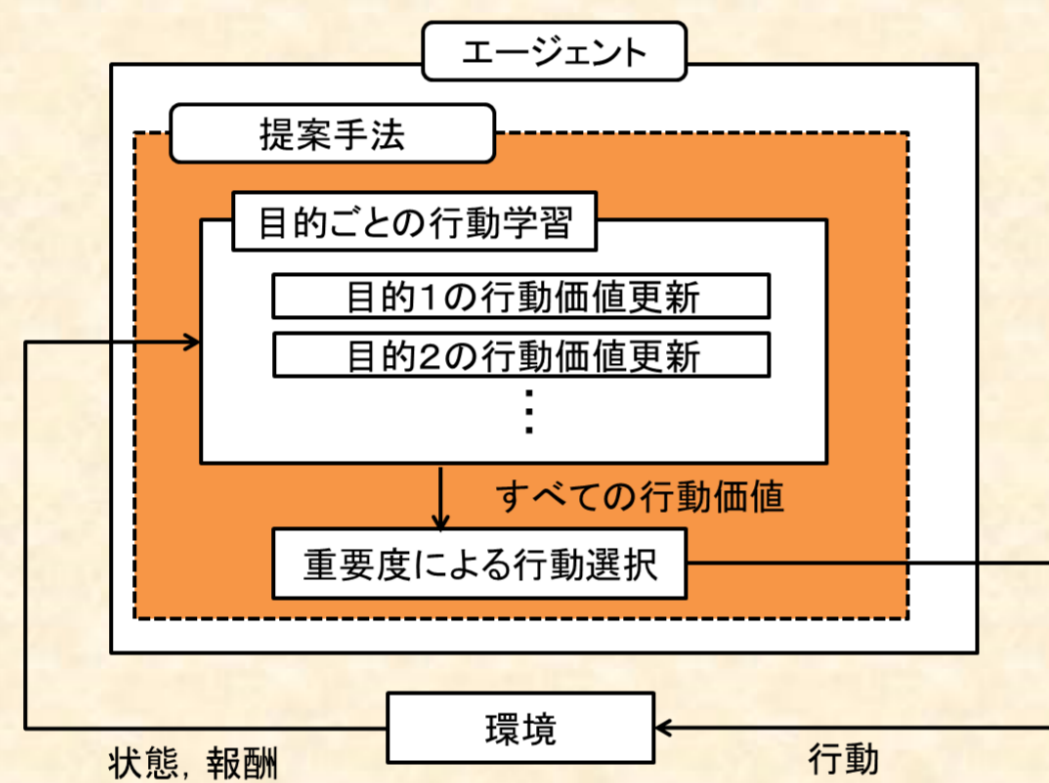 エージェント
提案手法
目的ごとの行動学習
目的1の行動価値更新
目的2の行動価値更新
⋮
すべての行動価値
重要度による行動選択
環境
状態, 報酬
行動